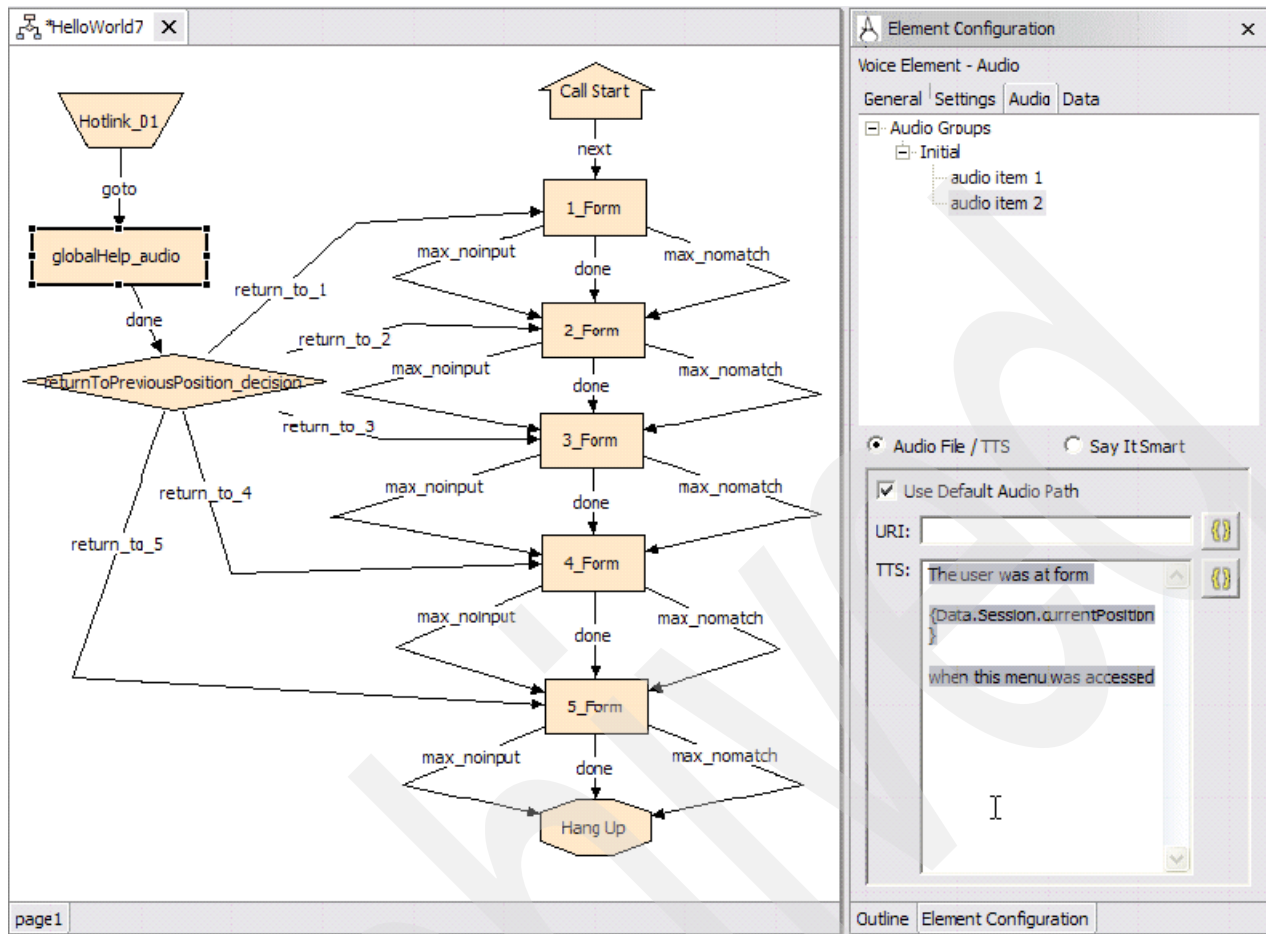 *HelloWorld7
Hotlink_01
goto
globalHelp_audio
done
returnToPreviousPosition_decision
return_to_1
return_to_2
return_to_3
return_to_4
return_to_5
Call Start
next
1_Form
max_noinput
done
max_nomatch
2_Form
max_noinput
done
max_nomatch
3_Form
max_noinput
done
max_nomatch
4_Form
max_noinput
done
max_nomatch
5_Form
max_noinput
done
max_nomatch
Hang Up
page1
Element Configuration
Voice Element - Audio
General Settings Audio Data
Audio Groups
Initial
audio item 1
audio item 2
Audio File / TTS Say It Smart
Use Default Audio Path
URI:
TTS:
The user was at form
{Data.Session.currentPosition
}
when this menu was accessed
Outline Element Configuration